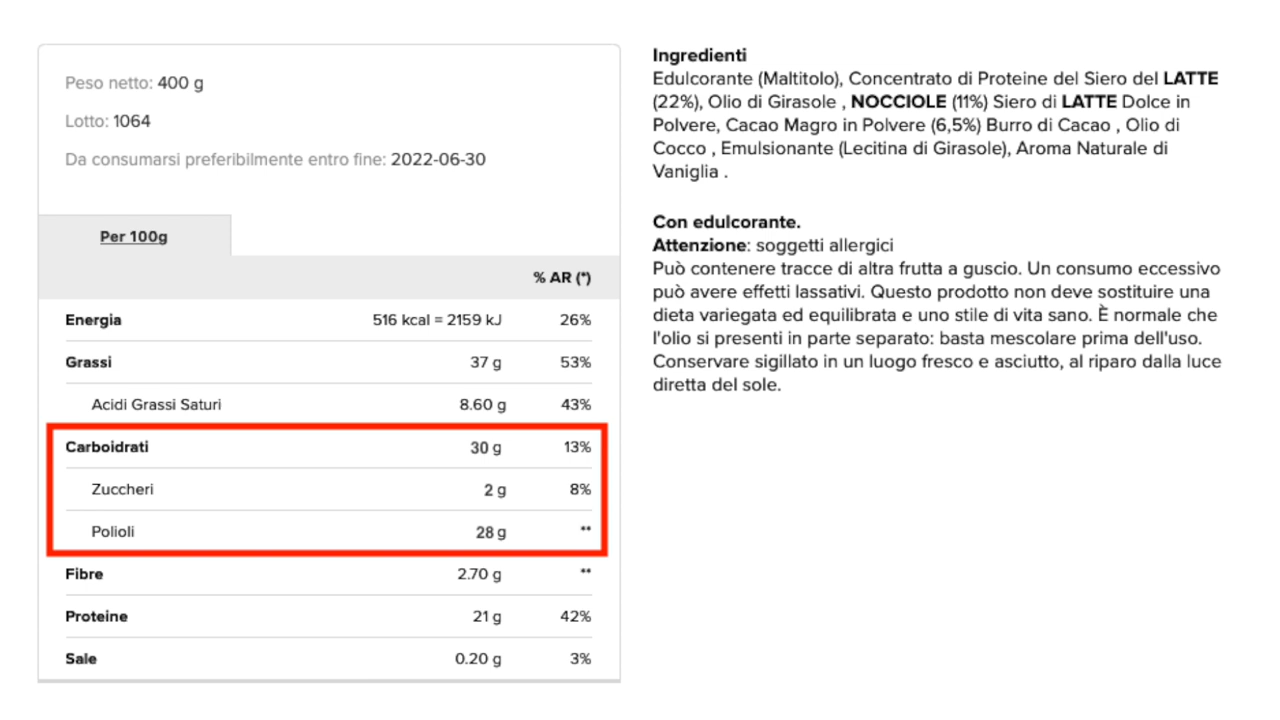 Peso netto: 400 g
Lotto: 1064
Da consumarsi preferibilmente entro fine: 2022-06-30
Per 100g
% AR (*)
Energia 516 kcal = 2159 kJ 26%
Grassi 37 g 53%
Acidi Grassi Saturi 8.60 g 43%
Carboidrati 30 g 13%
Zuccheri 2 g 8%
Polioli 28 g **
Fibre 2.70 g **
Proteine 21 g 42%
Sale 0.20 g 3%
Ingredienti
Edulcorante (Maltitolo), Concentrato di Proteine del Siero del LATTE
(22%), Olio di Girasole , NOCCIOLE (11%) Siero di LATTE Dolce in
Polvere, Cacao Magro in Polvere (6,5%) Burro di Cacao , Olio di
Cocco , Emulsionante (Lecitina di Girasole), Aroma Naturale di
Vaniglia .
Con edulcorante.
Attenzione: soggetti allergici
Può contenere tracce di altra frutta a guscio. Un consumo eccessivo
può avere effetti lassativi. Questo prodotto non deve sostituire una
dieta variegata ed equilibrata e uno stile di vita sano. È normale che
l'olio si presenti in parte separato: basta mescolare prima dell'uso.
Conservare sigillato in un luogo fresco e asciutto, al riparo dalla luce
diretta del sole.